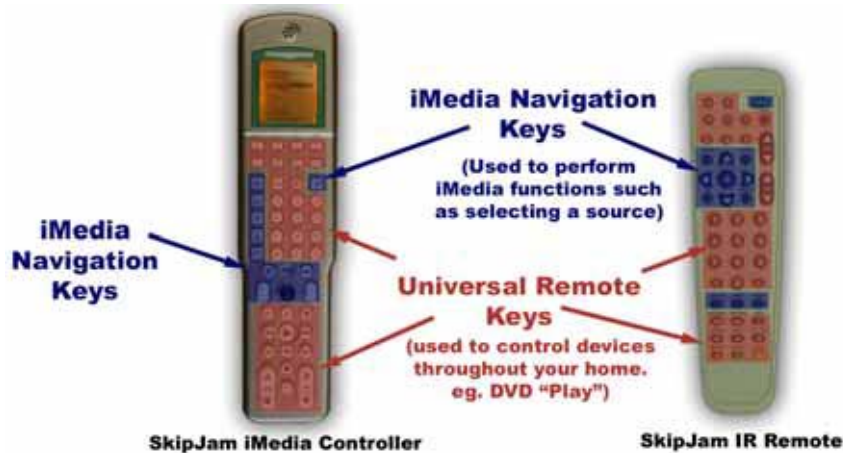 iMedia Navigation
Keys
(Used to perform
iMedia functions such
as selecting a source)
iMedia
Navigation
Keys
Universal Remote
Keys
(used to control devices
throughout your home.
eg. DVD “Play”)
SkipJam iMedia Controller
SkipJam IR Remote